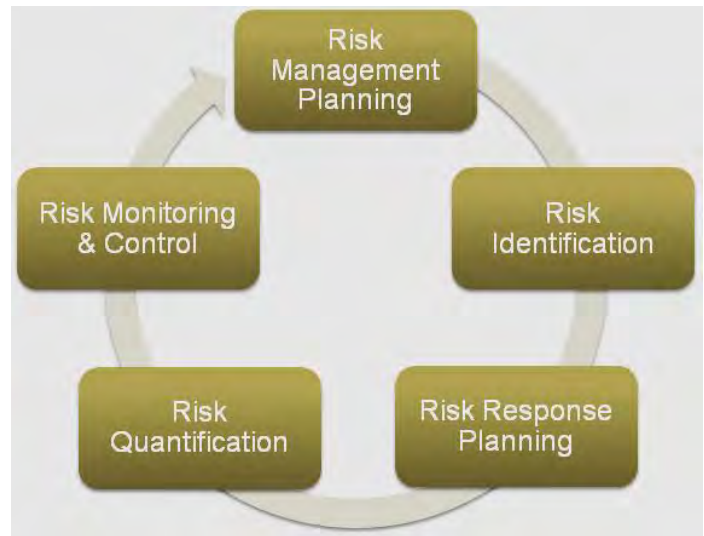 Risk
Management
Planning
Risk
Identification
Risk Response
Planning
Risk
Quantification
Risk Monitoring
& Control